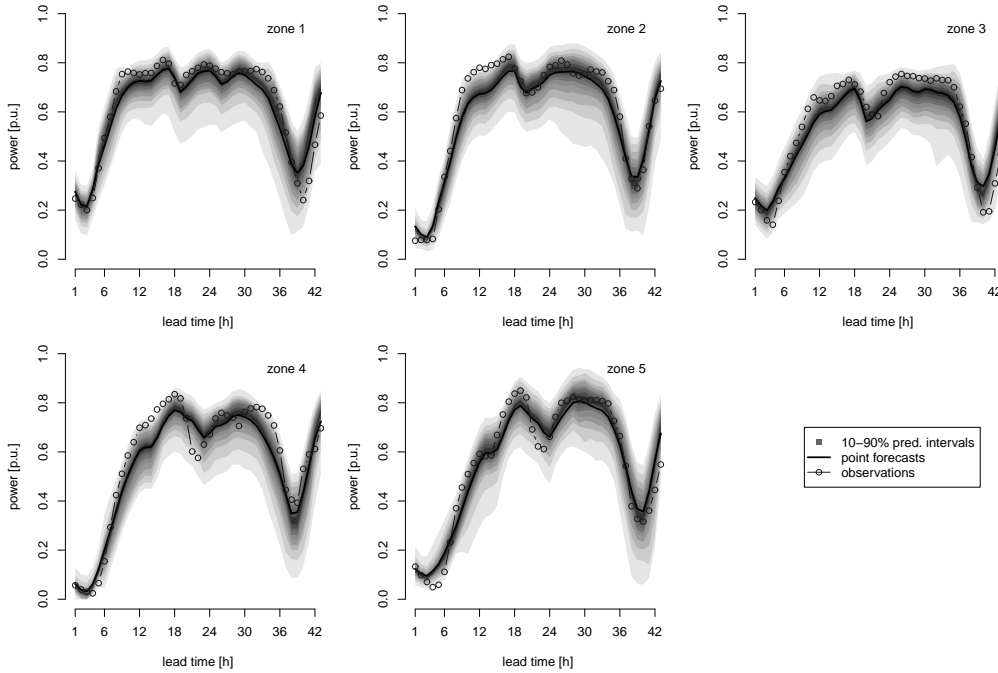 zone 1
1.0
0.8
0.6
0.4
0.2
0.0
power [p.u.]
1 6 12 18 24 30 36 42
lead time [h]
zone 2
1.0
0.8
0.6
0.4
0.2
0.0
power [p.u.]
1 6 12 18 24 30 36 42
lead time [h]
zone 3
1.0
0.8
0.6
0.4
0.2
0.0
power [p.u.]
1 6 12 18 24 30 36 42
lead time [h]
zone 4
1.0
0.8
0.6
0.4
0.2
0.0
power [p.u.]
1 6 12 18 24 30 36 42
lead time [h]
zone 5
1.0
0.8
0.6
0.4
0.2
0.0
power [p.u.]
1 6 12 18 24 30 36 42
lead time [h]
10−90% pred. intervals
point forecasts
observations